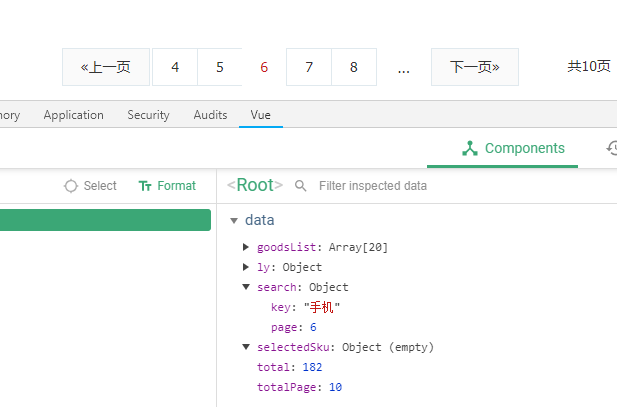 «上一页 4 5 6 7 8 ... 下一页» 共10页
nory Application Security Audits Vue
Components
Select Format <Root> Filter inspected data
data
goodsList: Array[20]
ly: Object
search: Object
key: "手机"
page: 6
selectedSku: Object (empty)
total: 182
totalPage: 10